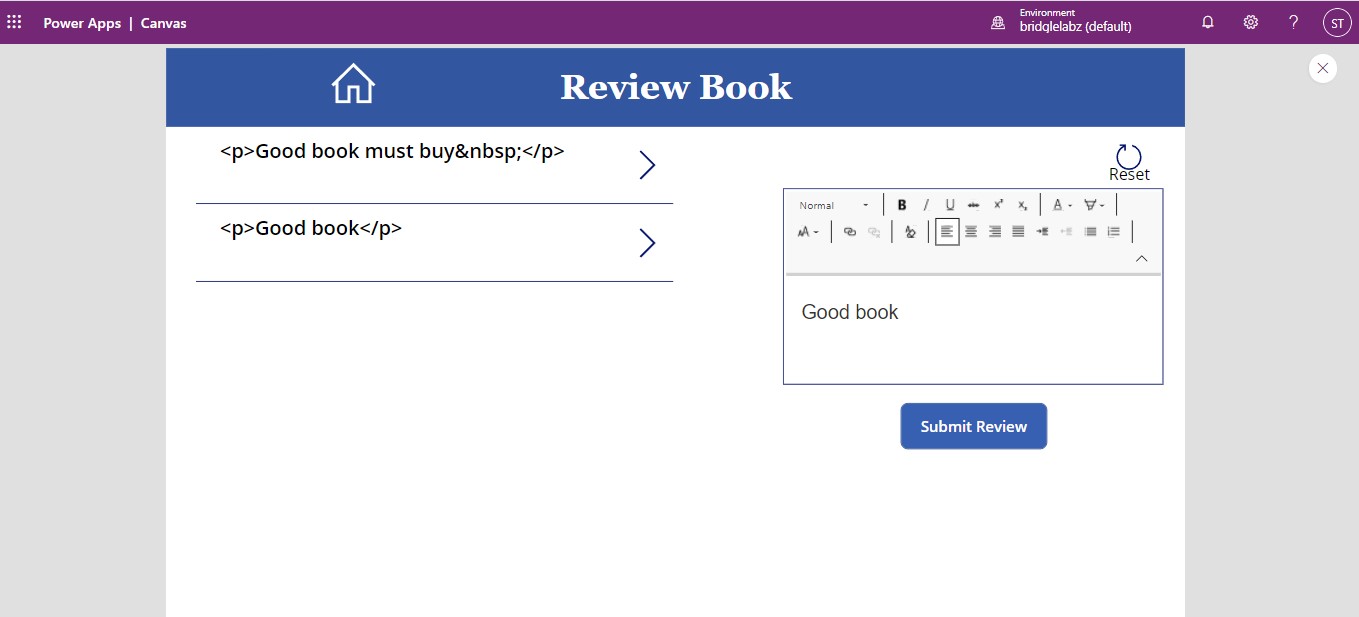 Power Apps | Canvas
Environment
bridglelabz (default)
ST
Review Book
<p>Good book must buy&nbsp;</p>
<p>Good book</p>
Reset
Normal
Good book
Submit Review